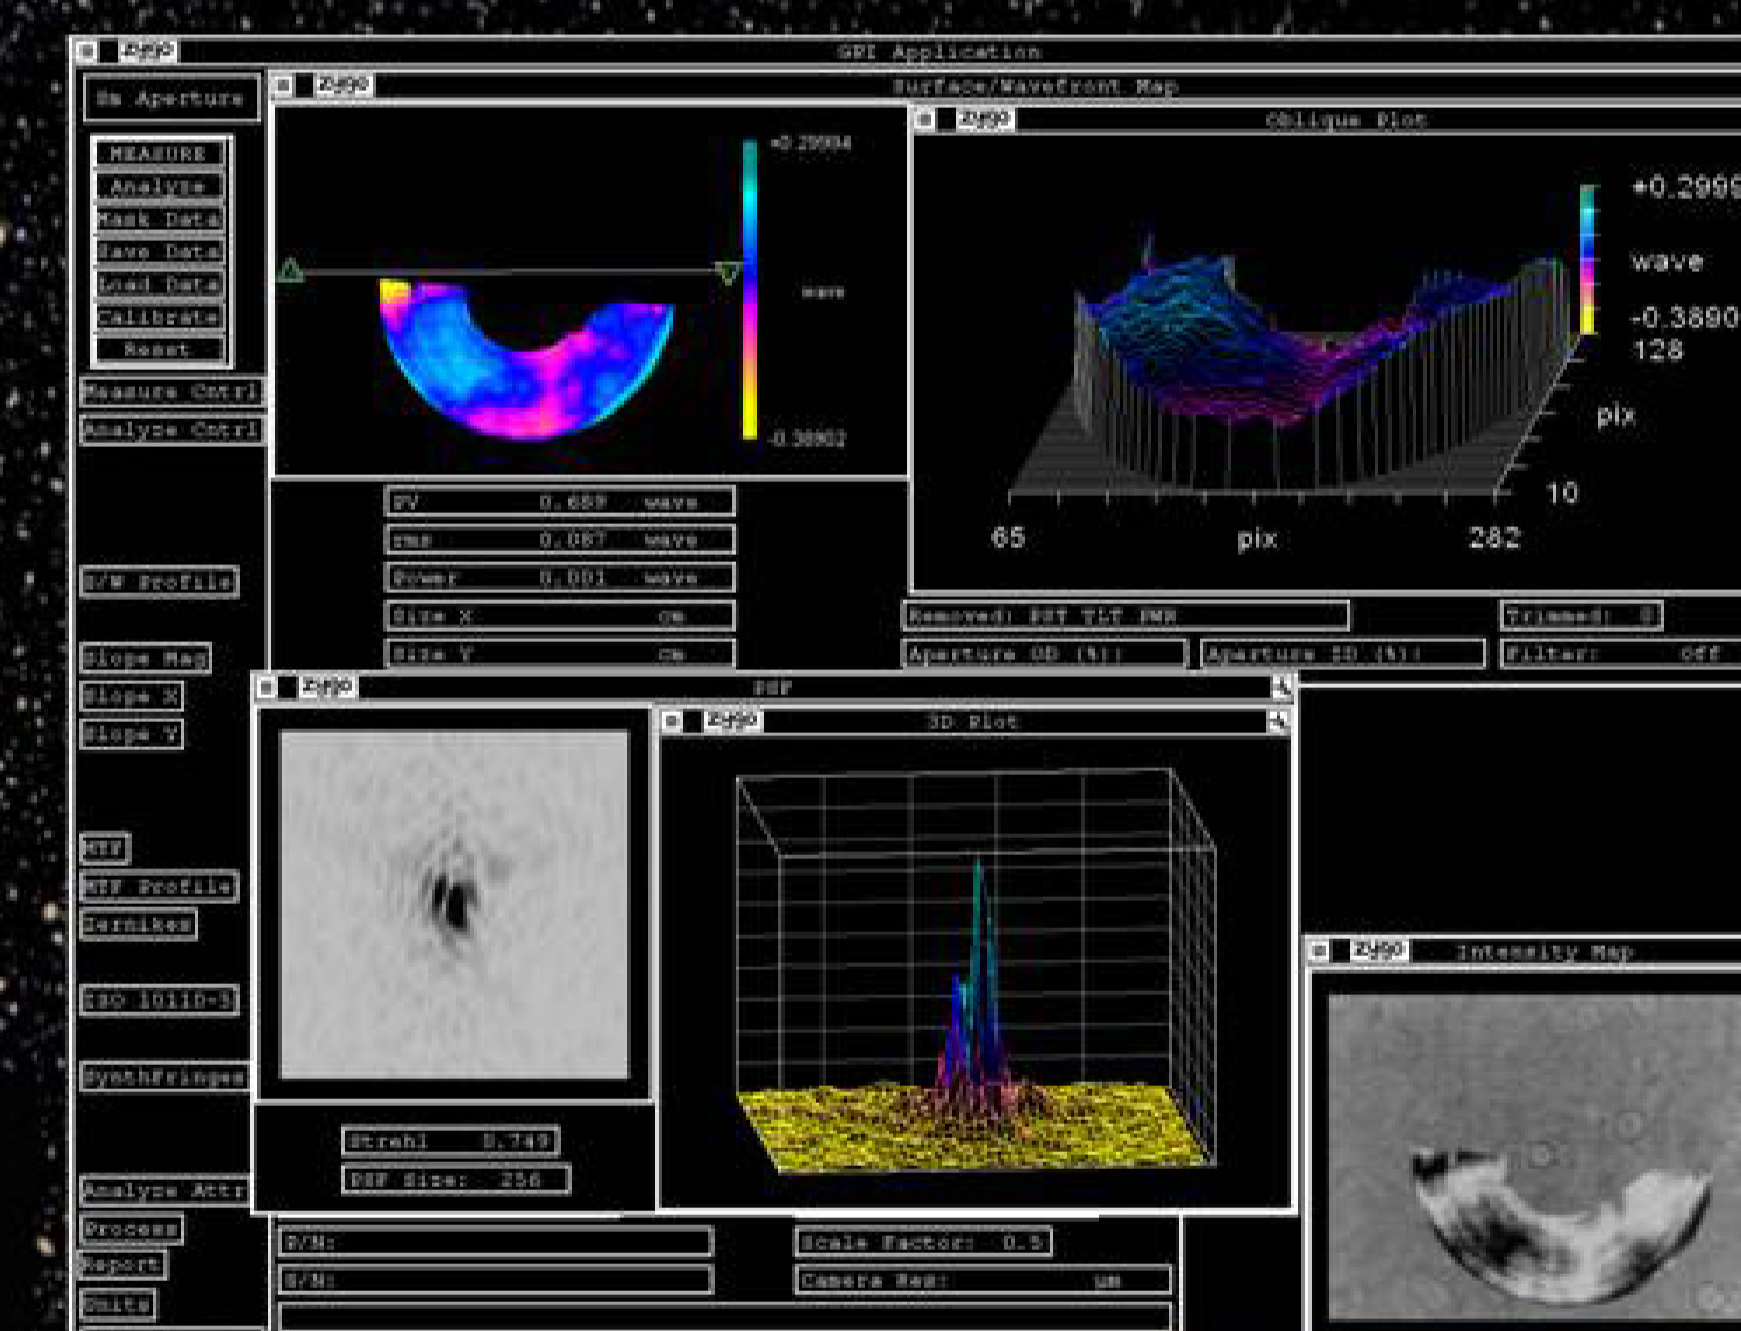 zygo
GPI Application
8m Aperture
zygo
Surface/Wavefront Map
zygo
Oblique Plot
MEASURE
Analyze
Mask Data
Save Data
Load Data
Calibrate
Reset
Measure Cntrl
Analyze Cntrl
wave
+0.2999
wave
-0.3890
128
pix
10
65
pix
282
PV 0.689 wave
rms 0.087 wave
Power 0.001 wave
Size X cm
Size Y cm
Removed: PST TLT PWR
Trimmed: 0
Aperture OD (%):
Aperture ID (%):
Filter: Off
S/W Profile
Slope Mag
Slope X
Slope Y
MTF
MTF Profile
Zernikes
ISO 10110-5
SynthFringes
Analyze Attr
Process
Report
Units
zygo
PSF
zygo
3D Plot
Strehl 0.749
PSF Size: 256
zygo
Intensity Map
P/N:
S/N:
Scale Factor: 0.5
Camera Res: µm